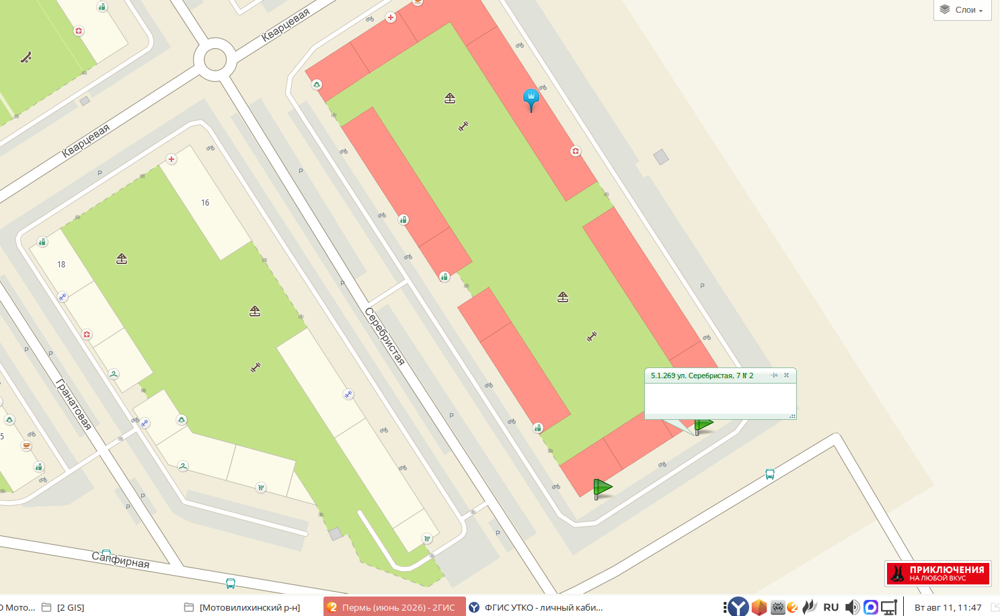 Слои
Кварцевая
Кварцевая
P
P
16
18
P
P
Серебристая
P
P
Гранатовая
5
5.1.269 ул. Серебристая, 7 № 2
P
P
P
P
Сапфирная
ПРИКЛЮЧЕНИЯ
НА ЛЮБОЙ ВКУС
О Мото...
[2 GIS]
[Мотовилихинский р-н]
2
Пермь (июнь 2026) - 2ГИС
ФГИС УТКО - личный каби...
2
RU
Вт авг 11, 11:47